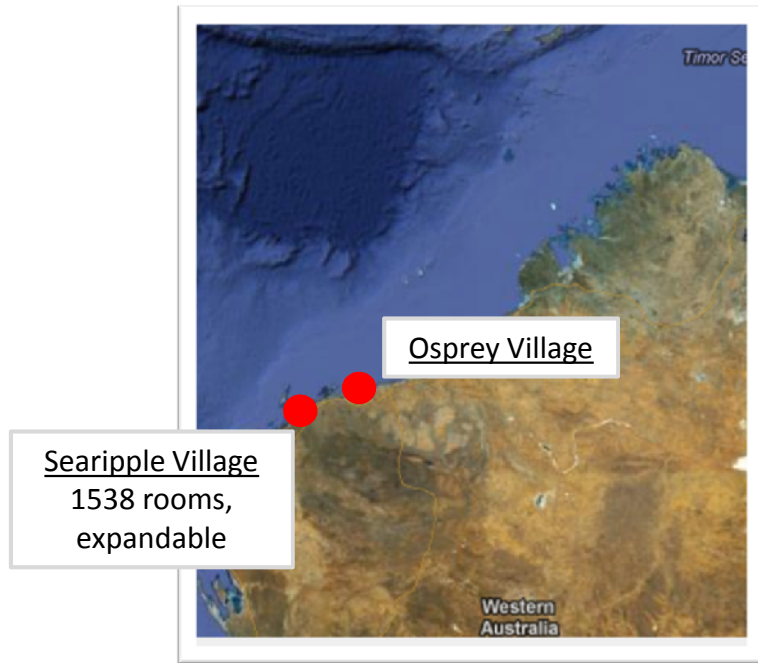 Timor Se
Osprey Village
Searipple Village
1538 rooms,
expandable
Western
Australia